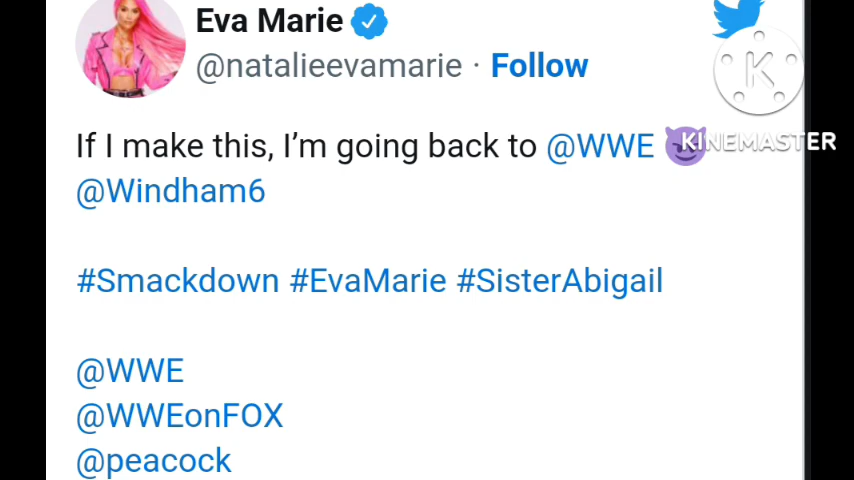 Eva Marie
@natalieevamarie · Follow
K
KINEMASTER
If I make this, I'm going back to @WWE 😈
@Windham6
#Smackdown #EvaMarie #SisterAbigail
@WWE
@WWEonFOX
@peacock